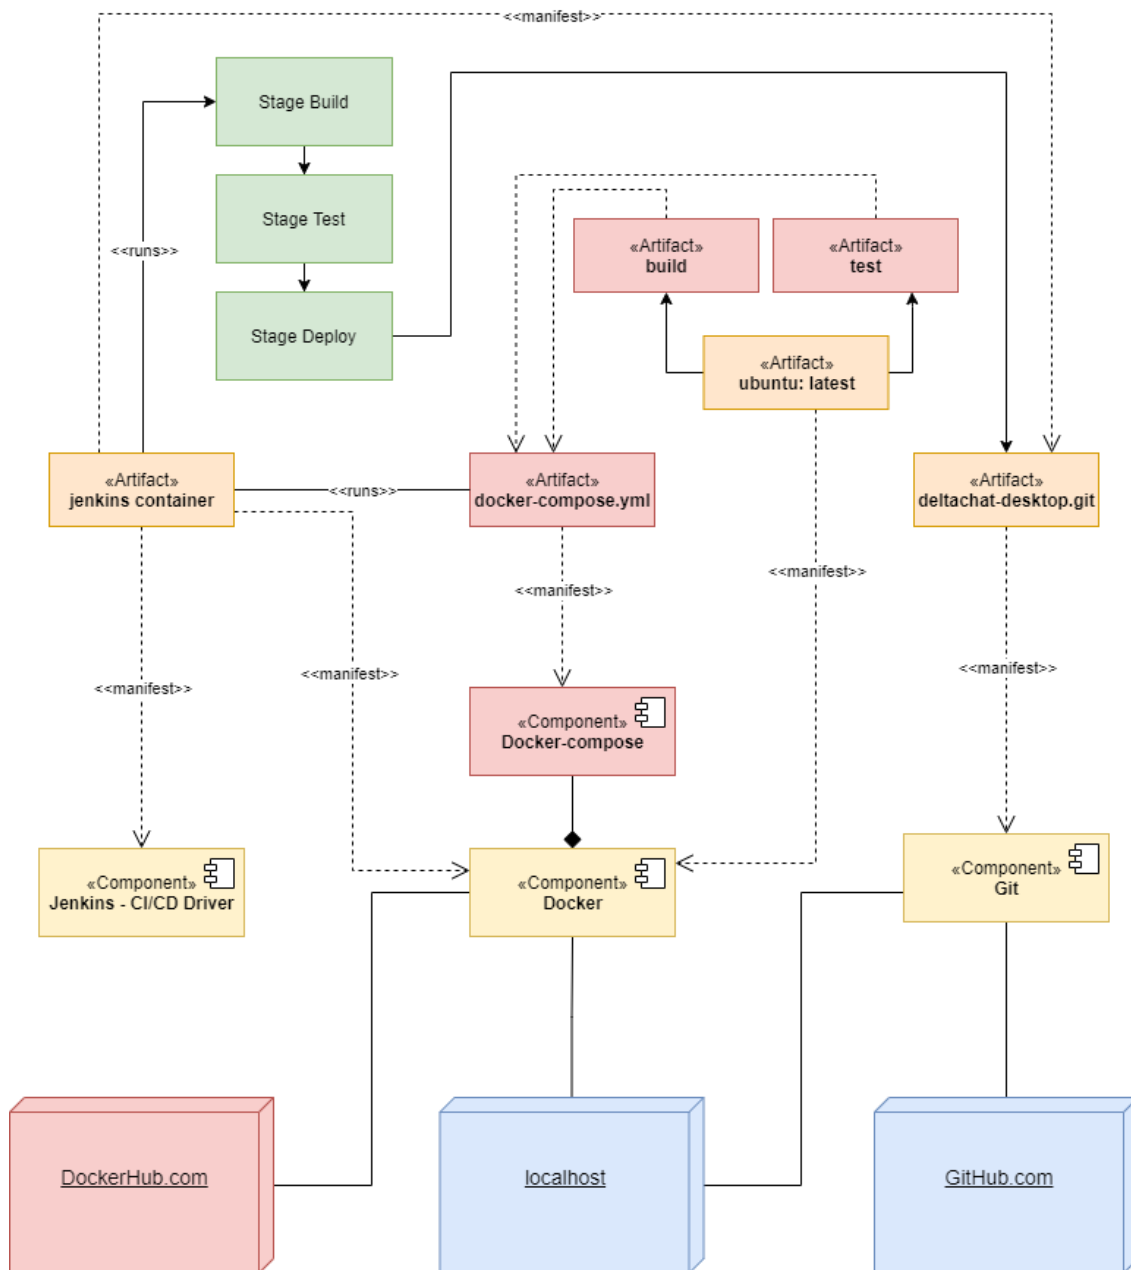 <<manifest>>
Stage Build
Stage Test
<<runs>>
«Artifact»
build
«Artifact»
test
Stage Deploy
«Artifact»
ubuntu: latest
«Artifact»
jenkins container
<<runs>>
«Artifact»
docker-compose.yml
«Artifact»
deltachat-desktop.git
<<manifest>>
<<manifest>>
<<manifest>>
<<manifest>>
<<manifest>>
«Component»
Docker-compose
«Component»
Jenkins - CI/CD Driver
«Component»
Docker
«Component»
Git
DockerHub.com
localhost
GitHub.com